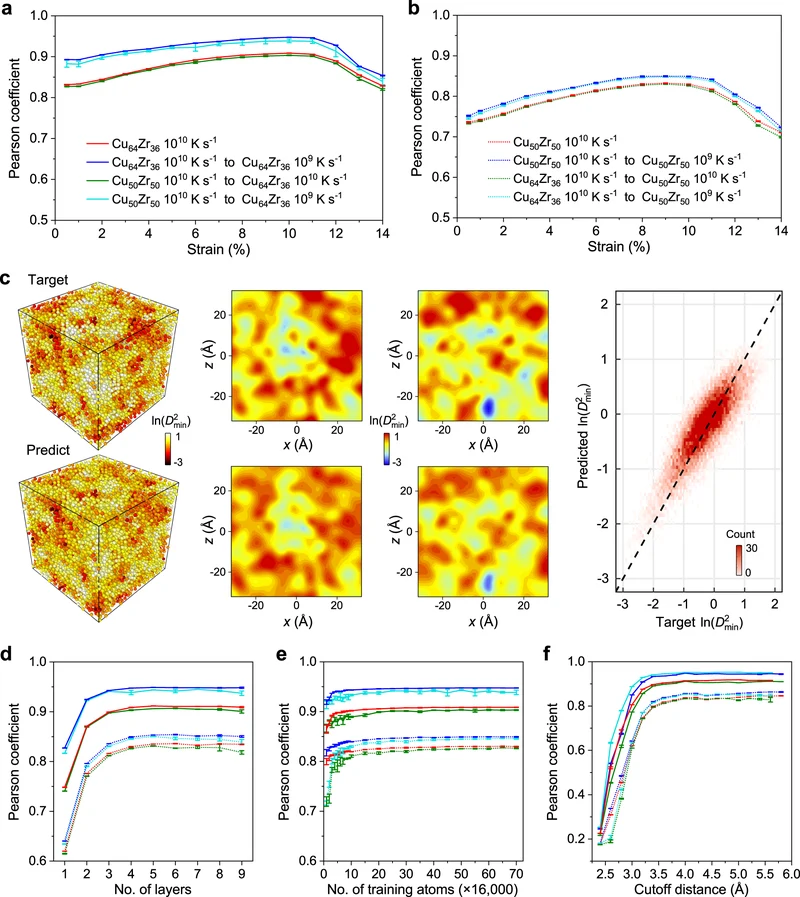 a
Pearson coefficient
1.0
0.9
0.8
0.7
0.6
0.5
Cu64Zr36 10^10 K s^-1
Cu64Zr36 10^10 K s^-1 to Cu64Zr36 10^9 K s^-1
Cu50Zr50 10^10 K s^-1 to Cu64Zr36 10^10 K s^-1
Cu50Zr50 10^10 K s^-1 to Cu64Zr36 10^9 K s^-1
0 2 4 6 8 10 12 14
Strain (%)
b
Pearson coefficient
1.0
0.9
0.8
0.7
0.6
0.5
Cu50Zr50 10^10 K s^-1
Cu50Zr50 10^10 K s^-1 to Cu50Zr50 10^9 K s^-1
Cu64Zr36 10^10 K s^-1 to Cu50Zr50 10^10 K s^-1
Cu64Zr36 10^10 K s^-1 to Cu50Zr50 10^9 K s^-1
0 2 4 6 8 10 12 14
Strain (%)
c
Target
Predict
ln(D²min)
1
-3
z (Å)
20
0
-20
-20 0 20
x (Å)
z (Å)
20
0
-20
-20 0 20
x (Å)
ln(D²min)
1
-3
z (Å)
20
0
-20
-20 0 20
x (Å)
z (Å)
20
0
-20
-20 0 20
x (Å)
Predicted ln(D²min)
2
1
0
-1
-2
-3
Count
30
0
-3 -2 -1 0 1 2
Target ln(D²min)
d
Pearson coefficient
1.0
0.9
0.8
0.7
0.6
1 2 3 4 5 6 7 8 9
No. of layers
e
Pearson coefficient
1.0
0.9
0.8
0.7
0.6
0 10 20 30 40 50 60 70
No. of training atoms (×16,000)
f
Pearson coefficient
1.0
0.8
0.6
0.4
0.2
2.5 3.0 3.5 4.0 4.5 5.0 5.5 6.0
Cutoff distance (Å)